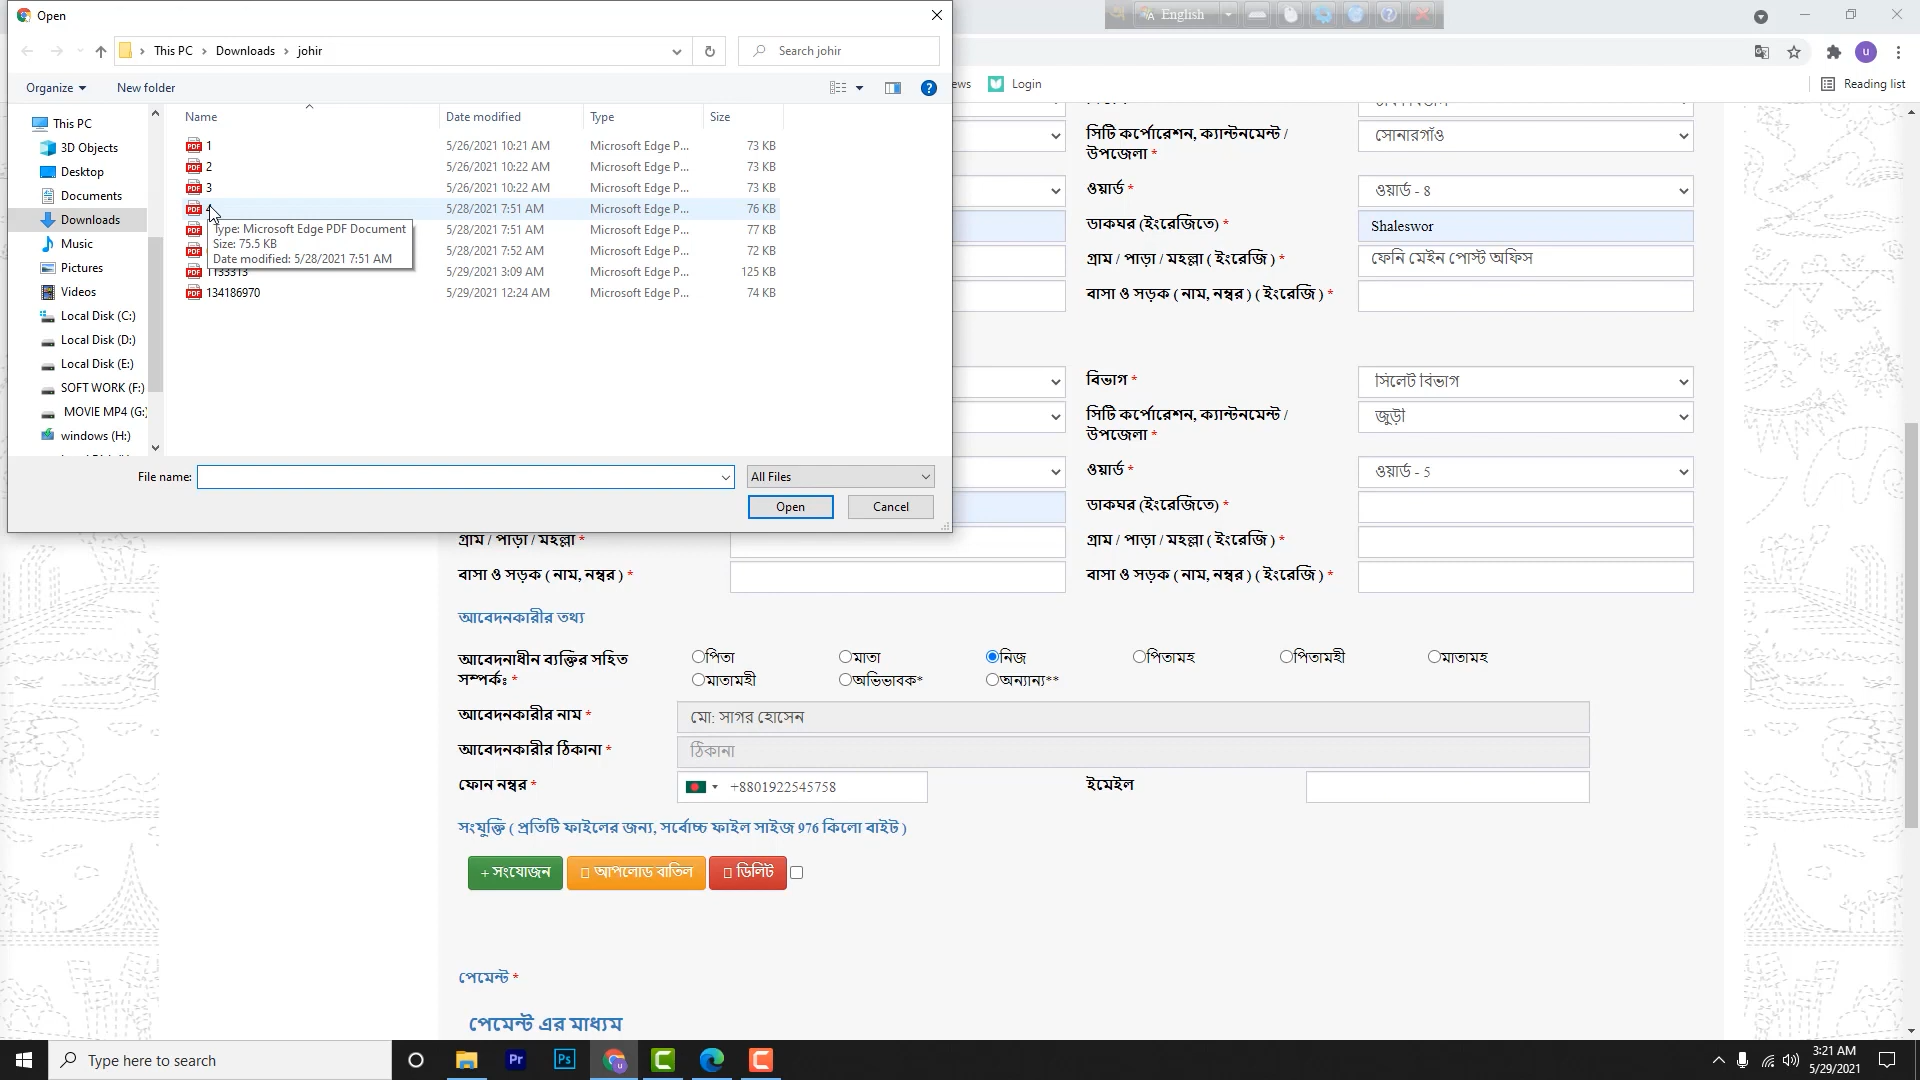 Open
English
This PC > Downloads > johir
Search johir
Login
Reading list
Organize
New folder
Name
Date modified
Type
Size
This PC
3D Objects
Desktop
Documents
Downloads
Music
Pictures
Videos
Local Disk (C:)
Local Disk (D:)
Local Disk (E:)
SOFT WORK (F:)
MOVIE MP4 (G:)
windows (H:)
1 5/26/2021 10:21 AM Microsoft Edge P... 73 KB
2 5/26/2021 10:22 AM Microsoft Edge P... 73 KB
3 5/26/2021 10:22 AM Microsoft Edge P... 73 KB
5/28/2021 7:51 AM Microsoft Edge P... 76 KB
5/28/2021 7:51 AM Microsoft Edge P... 77 KB
5/28/2021 7:52 AM Microsoft Edge P... 72 KB
1133313 5/29/2021 3:09 AM Microsoft Edge P... 125 KB
134186970 5/29/2021 12:24 AM Microsoft Edge P... 74 KB
Type: Microsoft Edge PDF Document
Size: 75.5 KB
Date modified: 5/28/2021 7:51 AM
File name:
All Files
Open
Cancel
সিটি কর্পোরেশন, ক্যান্টনমেন্ট /
উপজেলা *
সোনারগাঁও
ওয়ার্ড *
ওয়ার্ড - 8
ডাকঘর (ইংরেজিতে) *
Shaleswor
গ্রাম / পাড়া / মহল্লা ( ইংরেজি ) *
ফেনি মেইন পোস্ট অফিস
বাসা ও সড়ক ( নাম, নম্বর ) ( ইংরেজি ) *
বিভাগ *
সিলেট বিভাগ
সিটি কর্পোরেশন, ক্যান্টনমেন্ট /
উপজেলা *
জুড়ী
ওয়ার্ড *
ওয়ার্ড - 5
ডাকঘর (ইংরেজিতে) *
গ্রাম / পাড়া / মহল্লা *
গ্রাম / পাড়া / মহল্লা ( ইংরেজি ) *
বাসা ও সড়ক ( নাম, নম্বর ) *
বাসা ও সড়ক ( নাম, নম্বর ) ( ইংরেজি ) *
আবেদনকারীর তথ্য
আবেদনাধীন ব্যক্তির সহিত
সম্পর্কঃ *
পিতা মাতা নিজ পিতামহ পিতামহী মাতামহ
মাতামহী অভিভাবক* অন্যান্য**
আবেদনকারীর নাম *
মো: সাগর হোসেন
আবেদনকারীর ঠিকানা *
ঠিকানা
ফোন নম্বর *
+8801922545758
ইমেইল
সংযুক্তি ( প্রতিটি ফাইলের জন্য, সর্বোচ্চ ফাইল সাইজ 976 কিলো বাইট )
+ সংযোজন
আপলোড বাতিল
ডিলিট
পেমেন্ট *
পেমেন্ট এর মাধ্যম
Type here to search
3:21 AM
5/29/2021